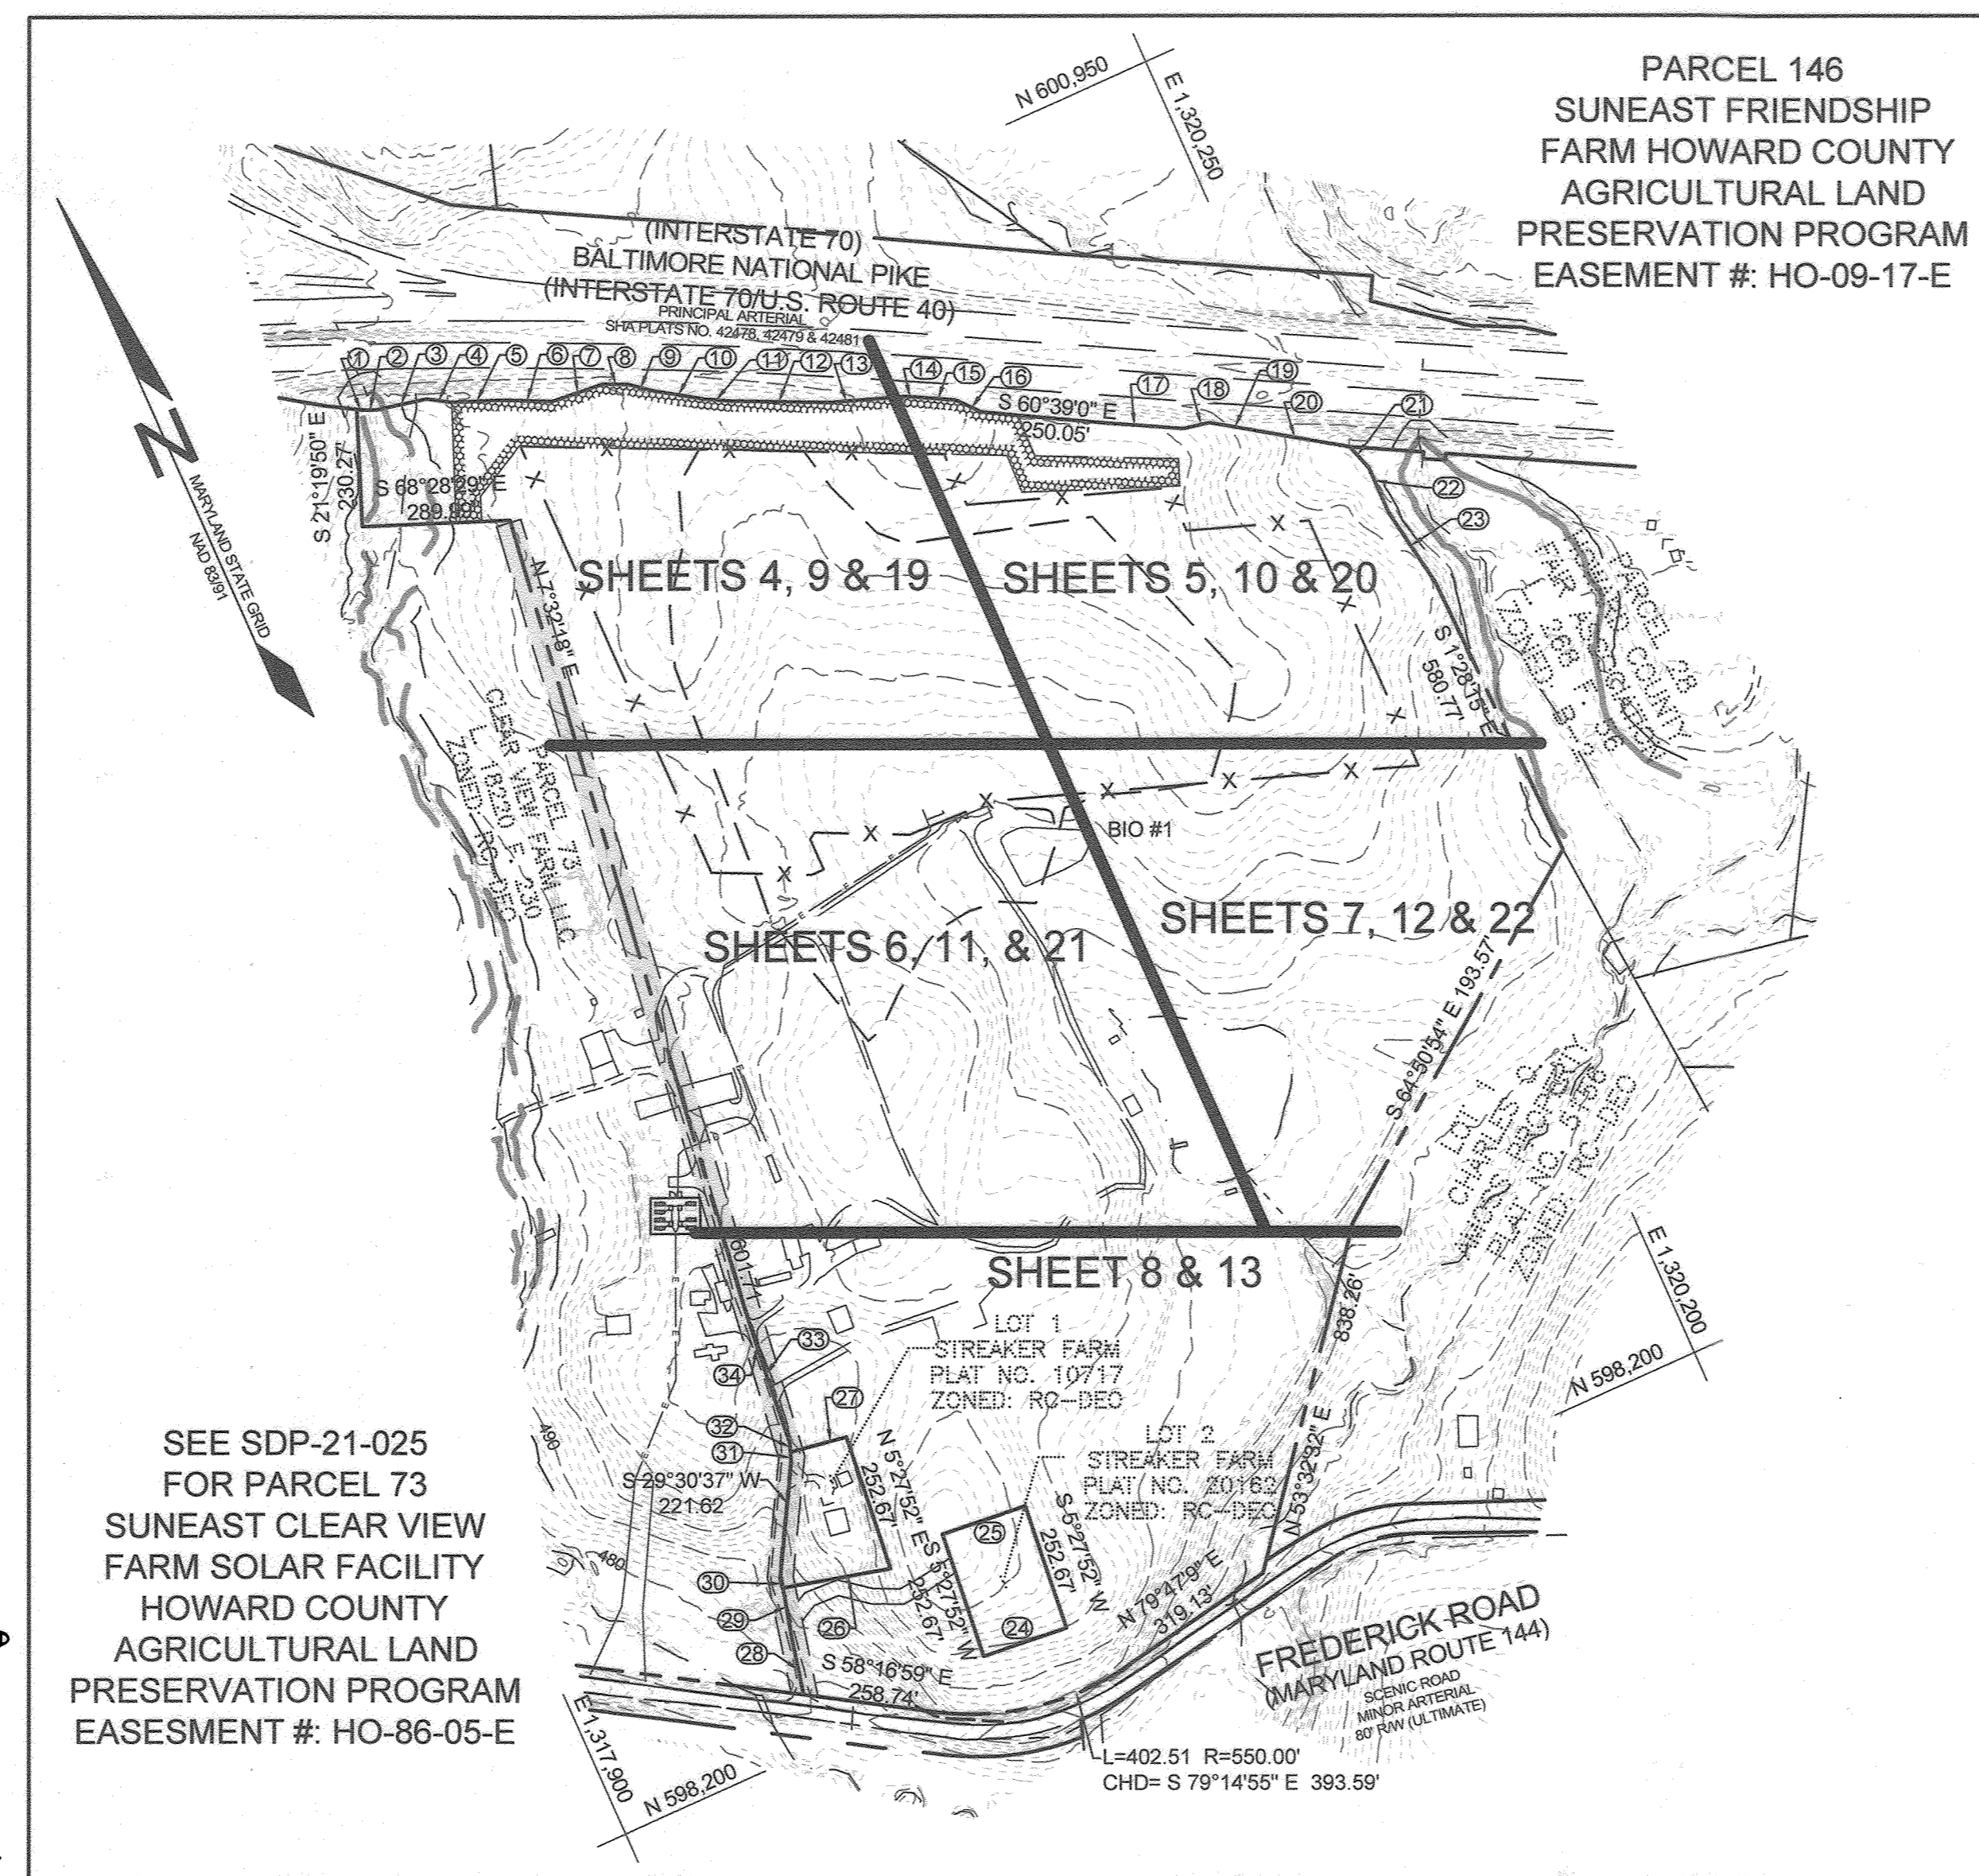 N 600,950
E 1,320,250
PARCEL 146
SUNEAST FRIENDSHIP
FARM HOWARD COUNTY
AGRICULTURAL LAND
PRESERVATION PROGRAM
EASEMENT #: HO-09-17-E
(INTERSTATE 70)
BALTIMORE NATIONAL PIKE
(INTERSTATE 70/U.S. ROUTE 40)
PRINCIPAL ARTERIAL
SHA PLATS NO. 42478, 42479 & 42481
1
2
3
4
5
6
7
8
9
10
11
12
13
14
15
16
17
18
19
20
21
22
23
S 60°39'0" E
250.05'
S 21°19'50" E
230.27'
S 68°28'29" E
289.89'
N
MARYLAND STATE GRID
NAD 83/91
N 7°32'18" E
SHEETS 4, 9 & 19
SHEETS 5, 10 & 20
S 1°28'15" E
580.77'
PARCEL 28
COUNTY
ZONED B-2
PARCEL 73
CLEAR VIEW FARM LLC
L. 18220 F. 230
ZONED RC-DEO
BIO #1
SHEETS 6, 11, & 21
SHEETS 7, 12 & 22
S 64°50'54" E 193.57'
LOT 1
CHARLES C.
PROPERTY
PLAT NO.
ZONED: RC-DEO
601.71
SHEET 8 & 13
838.26'
E 1,320,200
N 598,200
LOT 1
STREAKER FARM
PLAT NO. 10717
ZONED: RC-DEO
33
34
27
32
31
S 29°30'37" W
221.62
N 5°27'52" E
252.67'
LOT 2
STREAKER FARM
PLAT NO. 20162
ZONED: RC-DEO
N 53°32'32" E
490
480
25
24
S 5°27'52" W
252.67'
S 5°27'52" W
252.67'
30
29
28
26
N 79°47'9" E
319.13'
S 58°16'59" E
258.74'
FREDERICK ROAD
(MARYLAND ROUTE 144)
SCENIC ROAD
MINOR ARTERIAL
80' R/W (ULTIMATE)
L=402.51 R=550.00'
CHD= S 79°14'55" E 393.59'
E 1,317,900
N 598,200
SEE SDP-21-025
FOR PARCEL 73
SUNEAST CLEAR VIEW
FARM SOLAR FACILITY
HOWARD COUNTY
AGRICULTURAL LAND
PRESERVATION PROGRAM
EASESMENT #: HO-86-05-E